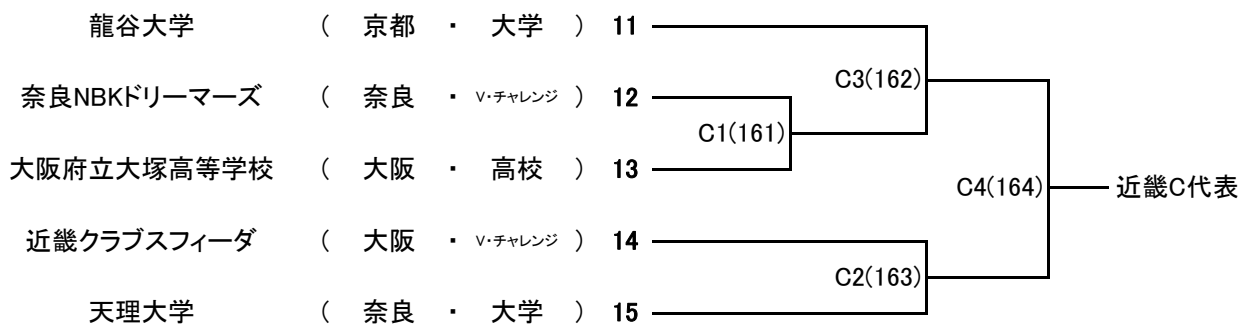 龍谷大学 ( 京都 ・ 大学 ) 11
C3(162)
奈良NBKドリーマーズ ( 奈良 ・ V・チャレンジ ) 12
C1(161)
大阪府立大塚高等学校 ( 大阪 ・ 高校 ) 13
C4(164) 近畿C代表
近畿クラブスフィーダ ( 大阪 ・ V・チャレンジ ) 14
C2(163)
天理大学 ( 奈良 ・ 大学 ) 15